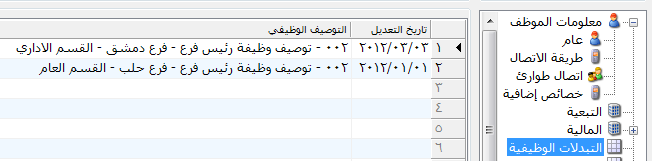 معلومات الموظف
عام
طريقة الاتصال
اتصال طوارئ
خصائص إضافية
التبعية
المالية
التبدلات الوظيفية
تاريخ التعديل التوصيف الوظيفي
١ ٢٠١٢/٠٣/٠٣ ٠٠٢ - توصيف وظيفة رئيس فرع - فرع دمشق - القسم الاداري
٢ ٢٠١٢/٠١/٠١ ٠٠٢ - توصيف وظيفة رئيس فرع - فرع حلب - القسم العام
٣
٤
٥
٦